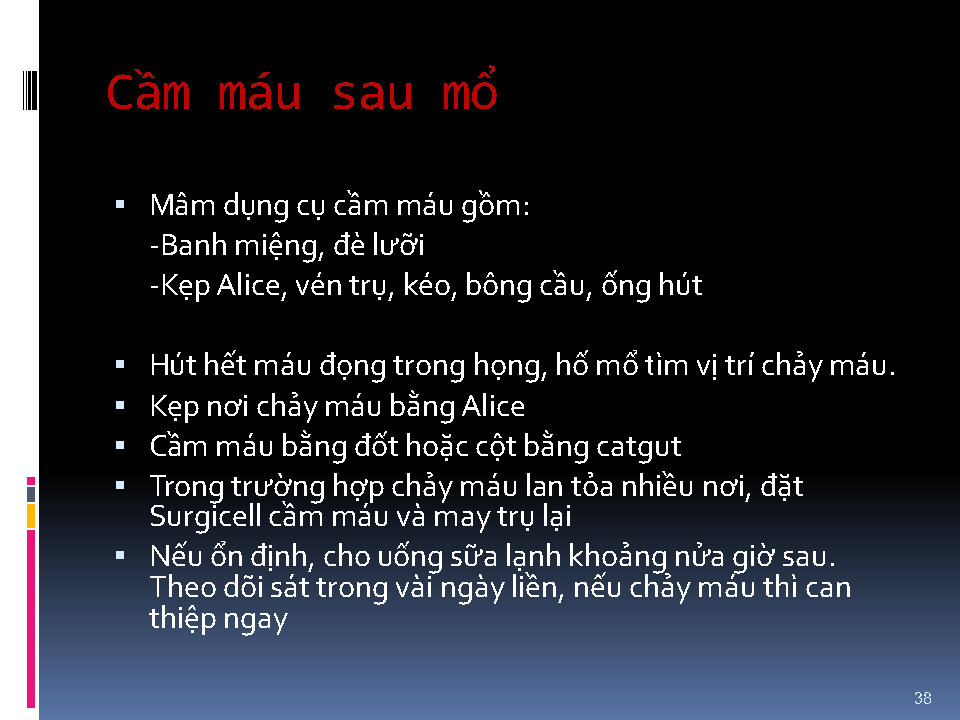 Cầm máu sau mổ
▪ Mâm dụng cụ cầm máu gồm:
-Banh miệng, đè lưỡi
-Kẹp Alice, vén trụ, kéo, bông cầu, ống hút
▪ Hút hết máu đọng trong họng, hố mổ tìm vị trí chảy máu.
▪ Kẹp nơi chảy máu bằng Alice
▪ Cầm máu bằng đốt hoặc cột bằng catgut
▪ Trong trường hợp chảy máu lan tỏa nhiều nơi, đặt
Surgicell cầm máu và may trụ lại
▪ Nếu ổn định, cho uống sữa lạnh khoảng nửa giờ sau.
Theo dõi sát trong vài ngày liền, nếu chảy máu thì can
thiệp ngay
38